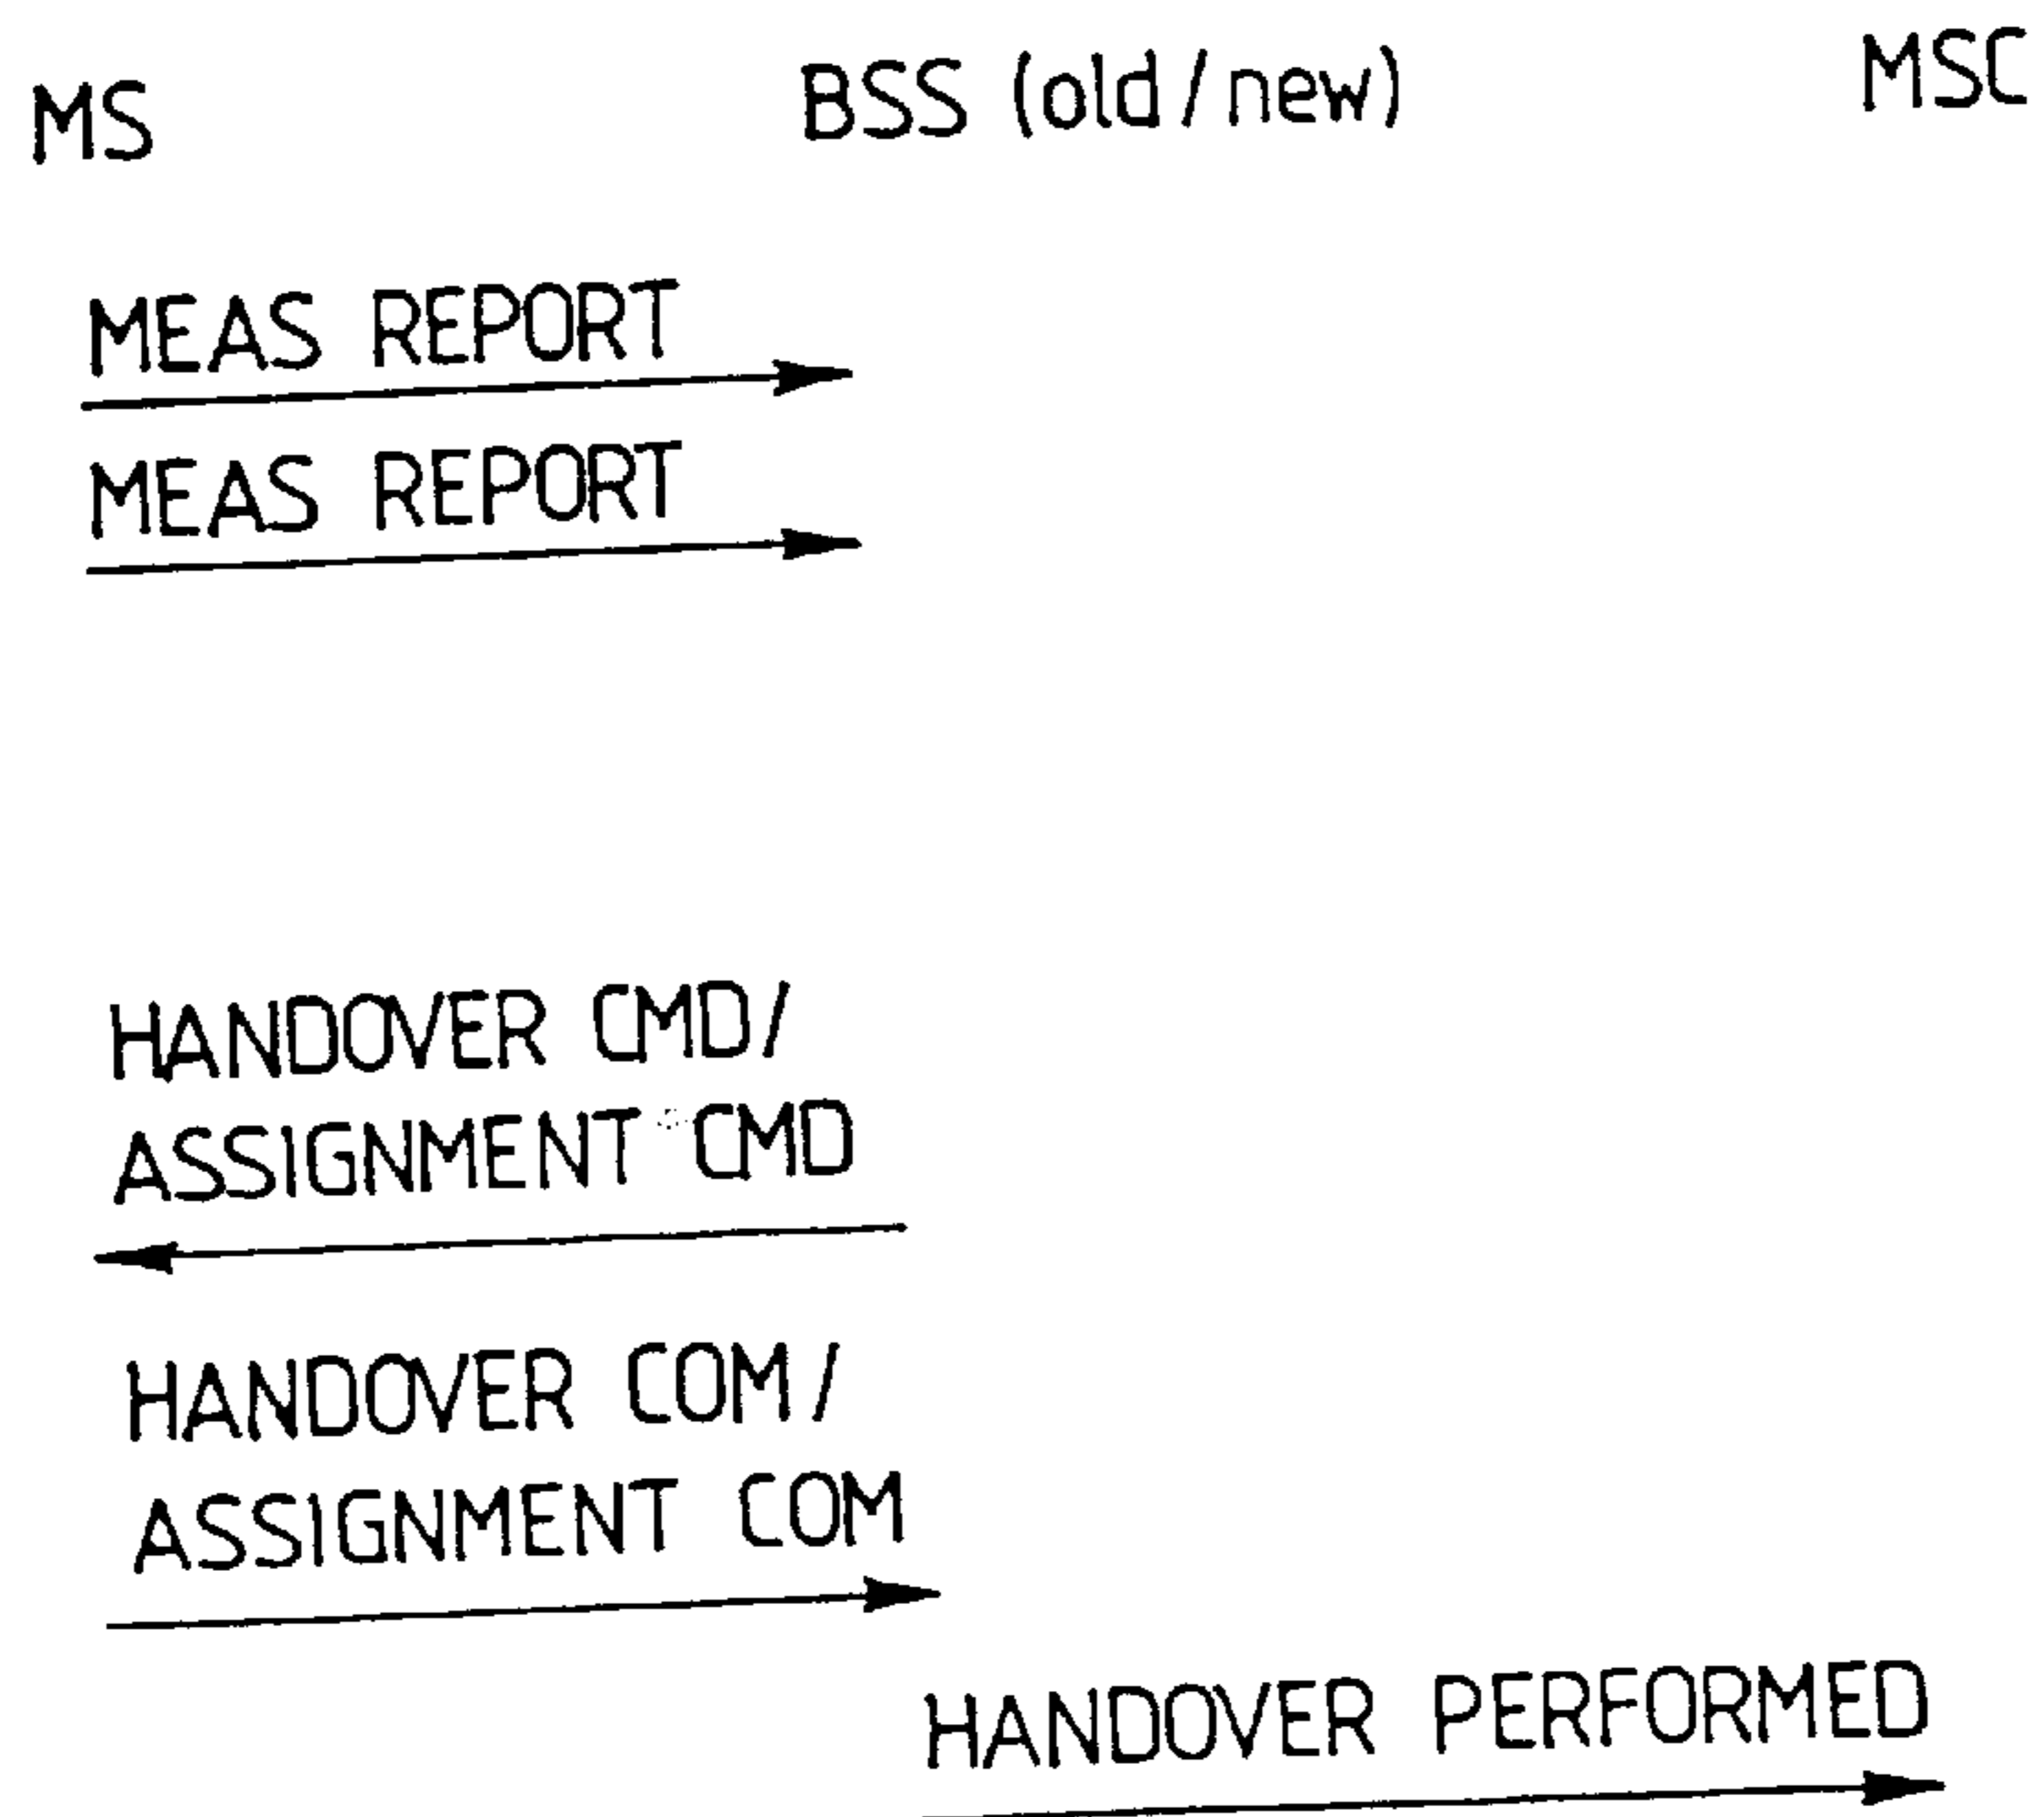 MS BSS (old/new) MSC
MEAS REPORT
MEAS REPORT
HANDOVER CMD/
ASSIGNMENT CMD
HANDOVER COM/
ASSIGNMENT COM
HANDOVER PERFORMED